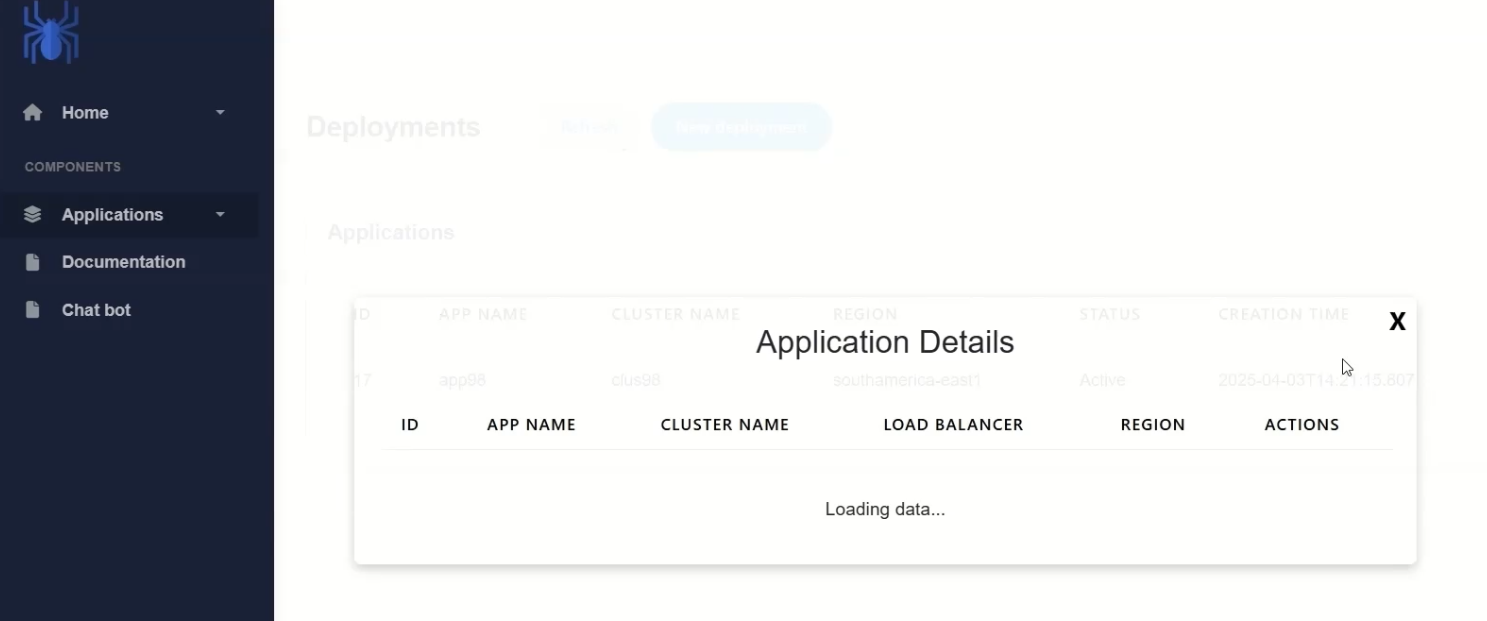 Home
COMPONENTS
Applications
Documentation
Chat bot
Deployments Refresh New deployment
Applications
ID APP NAME CLUSTER NAME REGION STATUS CREATION TIME
X
Application Details
17 app98 clus98 southamerica-east1 Active 2025-04-03T14:21:15.807
ID APP NAME CLUSTER NAME LOAD BALANCER REGION ACTIONS
Loading data...